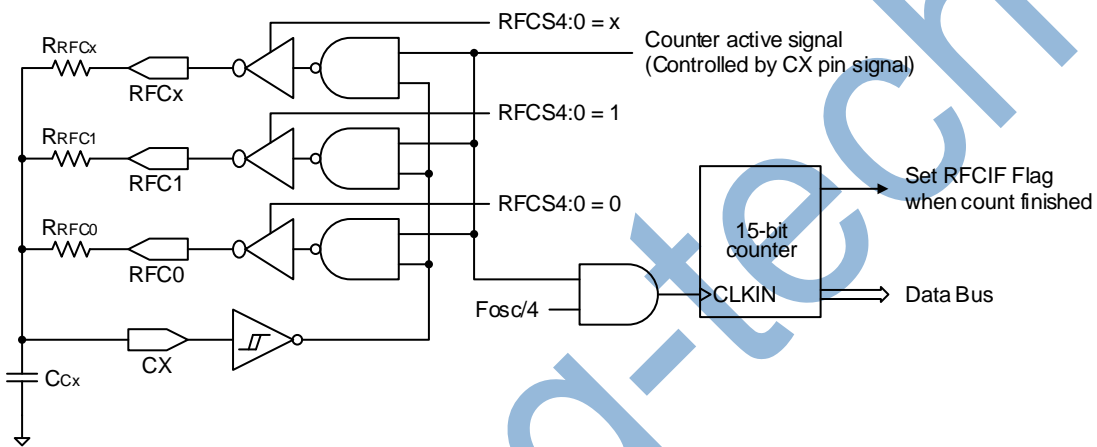 RFCS4:0 = x
RRFCx
Counter active signal
(Controlled by CX pin signal)
RFCx
RFCS4:0 = 1
RRFC1
RFC1
Set RFCIF Flag
when count finished
RFCS4:0 = 0
RRFC0
15-bit
counter
RFC0
CLKIN
Data Bus
Fosc/4
CX
CCx
g-tech